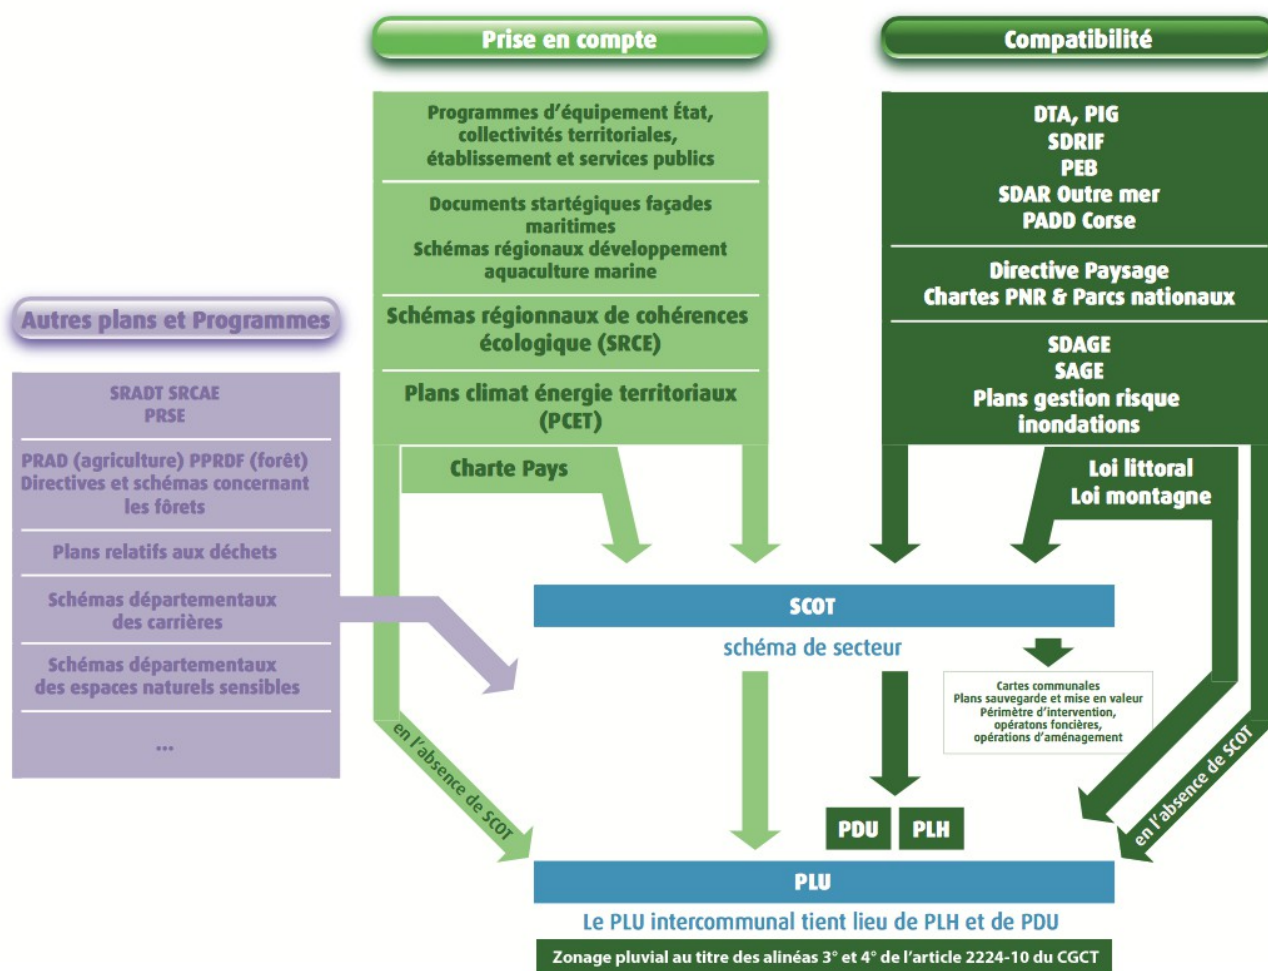 Prise en compte
Programmes d'équipement État,
collectivités territoriales,
établissement et services publics
Documents startégiques façades
maritimes
Schémas régionaux développement
aquaculture marine
Schémas régionnaux de cohérences
écologique (SRCE)
Plans climat énergie territoriaux
(PCET)
Charte Pays
Compatibilité
DTA, PIG
SDRIF
PEB
SDAR Outre mer
PADD Corse
Directive Paysage
Chartes PNR & Parcs nationaux
SDAGE
SAGE
Plans gestion risque
inondations
Loi littoral
Loi montagne
Autres plans et Programmes
SRADT SRCAE
PRSE
PRAD (agriculture) PPRDF (forêt)
Directives et schémas concernant
les fôrets
Plans relatifs aux déchets
Schémas départementaux
des carrières
Schémas départementaux
des espaces naturels sensibles
...
SCOT
schéma de secteur
Cartes communales
Plans sauvegarde et mise en valeur
Périmètre d'intervention,
opératons foncières,
opérations d'aménagement
en l'absence de SCOT
en l'absence de SCOT
PDU
PLH
PLU
Le PLU intercommunal tient lieu de PLH et de PDU
Zonage pluvial au titre des alinéas 3° et 4° de l'article 2224-10 du CGCT